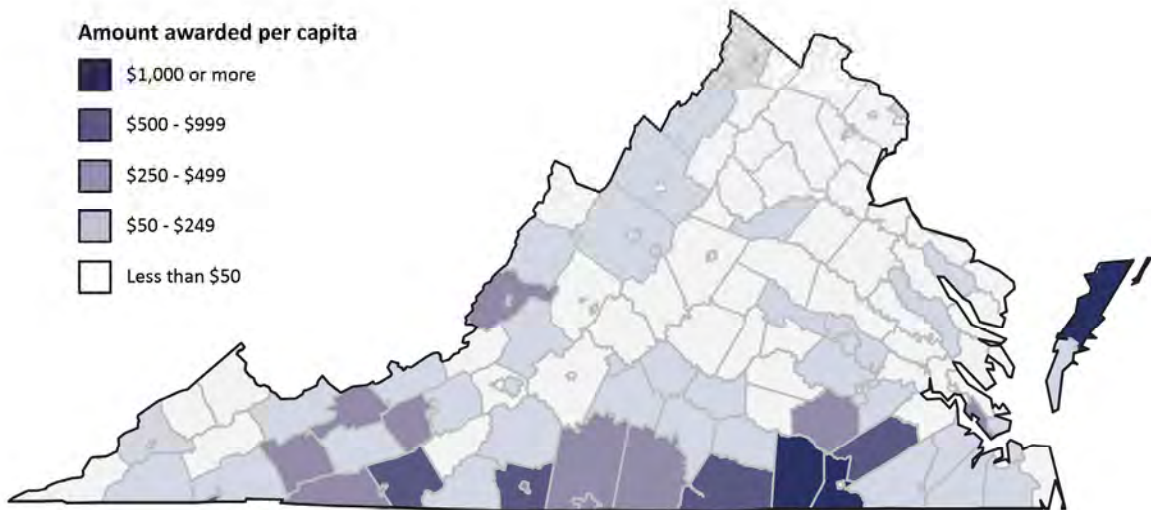 Amount awarded per capita
$1,000 or more
$500 - $999
$250 - $499
$50 - $249
Less than $50